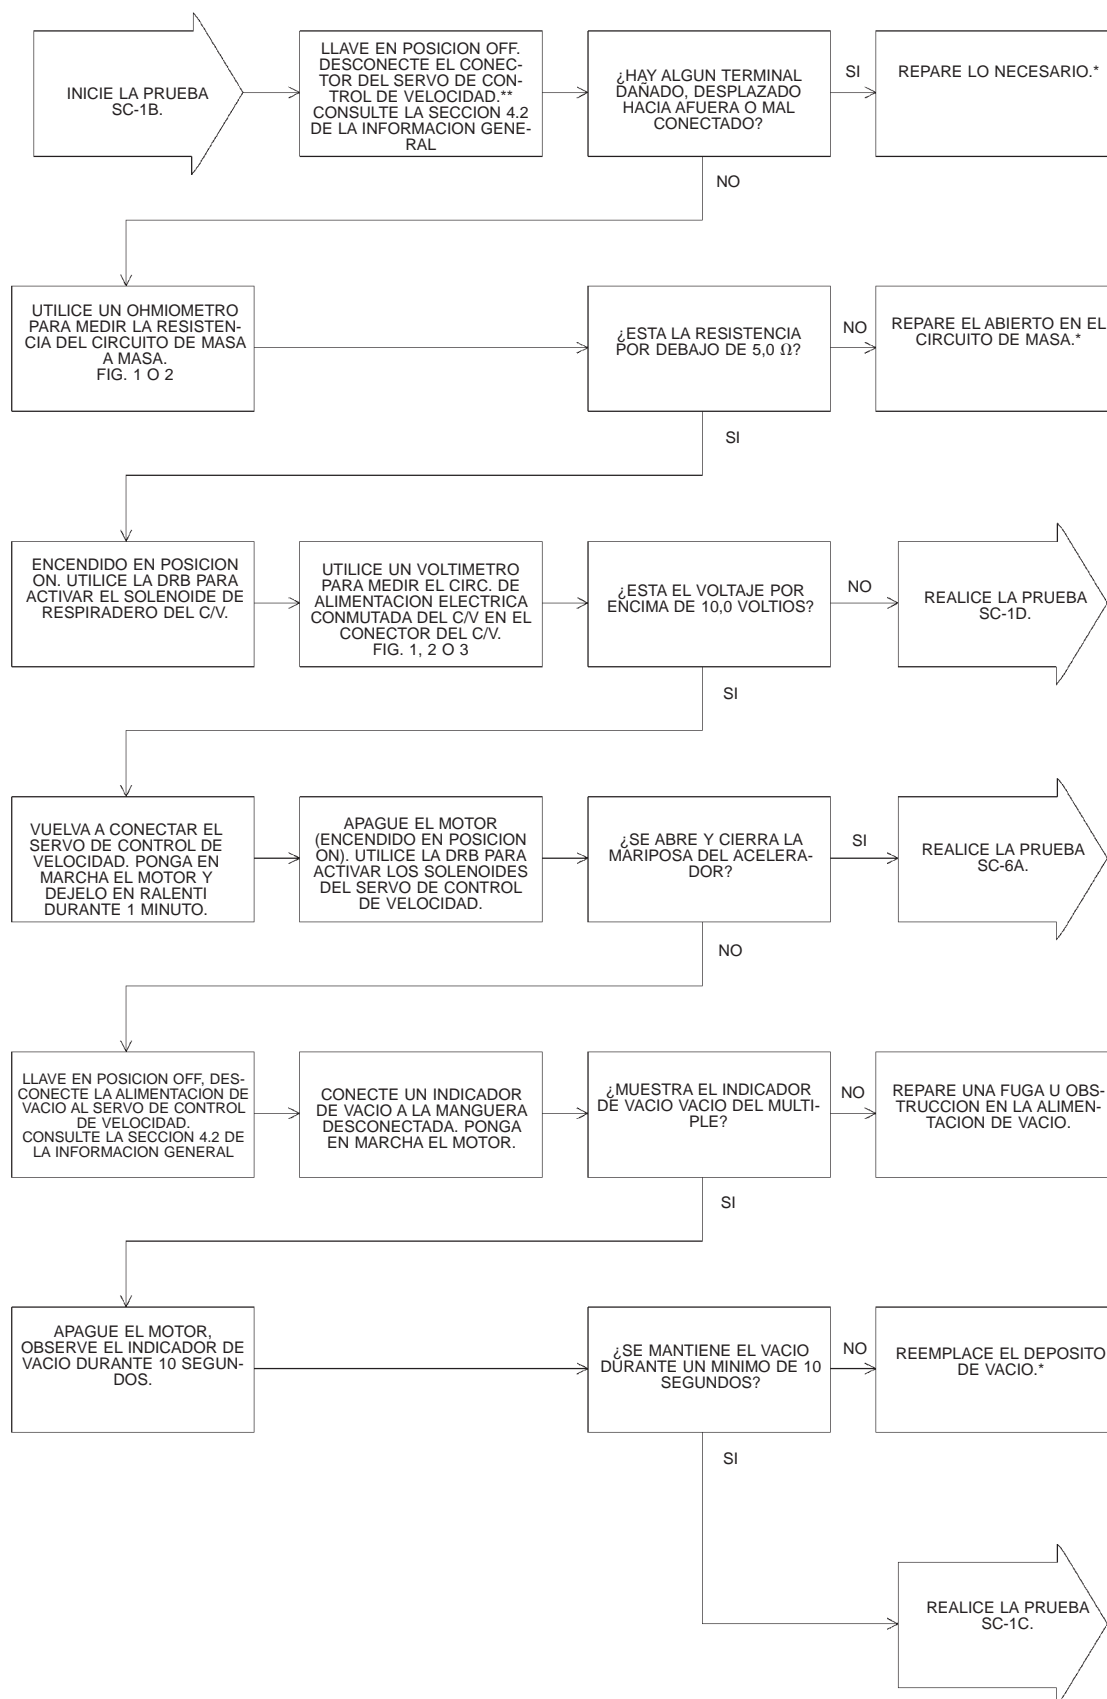 INICIE LA PRUEBA
SC-1B.
LLAVE EN POSICION OFF.
DESCONECTE EL CONEC-
TOR DEL SERVO DE CON-
TROL DE VELOCIDAD.**
CONSULTE LA SECCION 4.2
DE LA INFORMACION GENE-
RAL
¿HAY ALGUN TERMINAL
DAÑADO, DESPLAZADO
HACIA AFUERA O MAL
CONECTADO?
SI
REPARE LO NECESARIO.*
NO
UTILICE UN OHMIOMETRO
PARA MEDIR LA RESISTEN-
CIA DEL CIRCUITO DE MASA
A MASA.
FIG. 1 O 2
¿ESTA LA RESISTENCIA
POR DEBAJO DE 5,0 Ω?
NO
REPARE EL ABIERTO EN EL
CIRCUITO DE MASA.*
SI
ENCENDIDO EN POSICION
ON. UTILICE LA DRB PARA
ACTIVAR EL SOLENOIDE DE
RESPIRADERO DEL C/V.
UTILICE UN VOLTIMETRO
PARA MEDIR EL CIRC. DE
ALIMENTACION ELECTRICA
CONMUTADA DEL C/V EN EL
CONECTOR DEL C/V.
FIG. 1, 2 O 3
¿ESTA EL VOLTAJE POR
ENCIMA DE 10,0 VOLTIOS?
NO
REALICE LA PRUEBA
SC-1D.
SI
VUELVA A CONECTAR EL
SERVO DE CONTROL DE
VELOCIDAD. PONGA EN
MARCHA EL MOTOR Y
DEJELO EN RALENTI
DURANTE 1 MINUTO.
APAGUE EL MOTOR
(ENCENDIDO EN POSICION
ON). UTILICE LA DRB PARA
ACTIVAR LOS SOLENOIDES
DEL SERVO DE CONTROL
DE VELOCIDAD.
¿SE ABRE Y CIERRA LA
MARIPOSA DEL ACELERA-
DOR?
SI
REALICE LA PRUEBA
SC-6A.
NO
LLAVE EN POSICION OFF, DES-
CONECTE LA ALIMENTACION DE
VACIO AL SERVO DE CONTROL
DE VELOCIDAD.
CONSULTE LA SECCION 4.2 DE
LA INFORMACION GENERAL
CONECTE UN INDICADOR
DE VACIO A LA MANGUERA
DESCONECTADA. PONGA
EN MARCHA EL MOTOR.
¿MUESTRA EL INDICADOR
DE VACIO VACIO DEL MULTI-
PLE?
NO
REPARE UNA FUGA U OBS-
TRUCCION EN LA ALIMEN-
TACION DE VACIO.
SI
APAGUE EL MOTOR,
OBSERVE EL INDICADOR DE
VACIO DURANTE 10 SEGUN-
DOS.
¿SE MANTIENE EL VACIO
DURANTE UN MINIMO DE 10
SEGUNDOS?
NO
REEMPLACE EL DEPOSITO
DE VACIO.*
SI
REALICE LA PRUEBA
SC-1C.